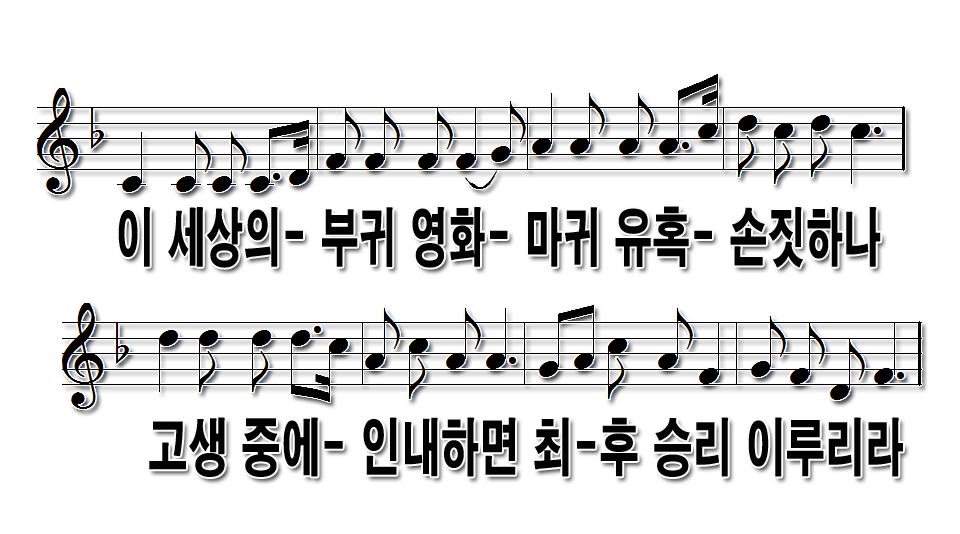 이 세상의- 부귀 영화- 마귀 유혹- 손짓하나
고생 중에- 인내하면 최-후 승리 이루리라